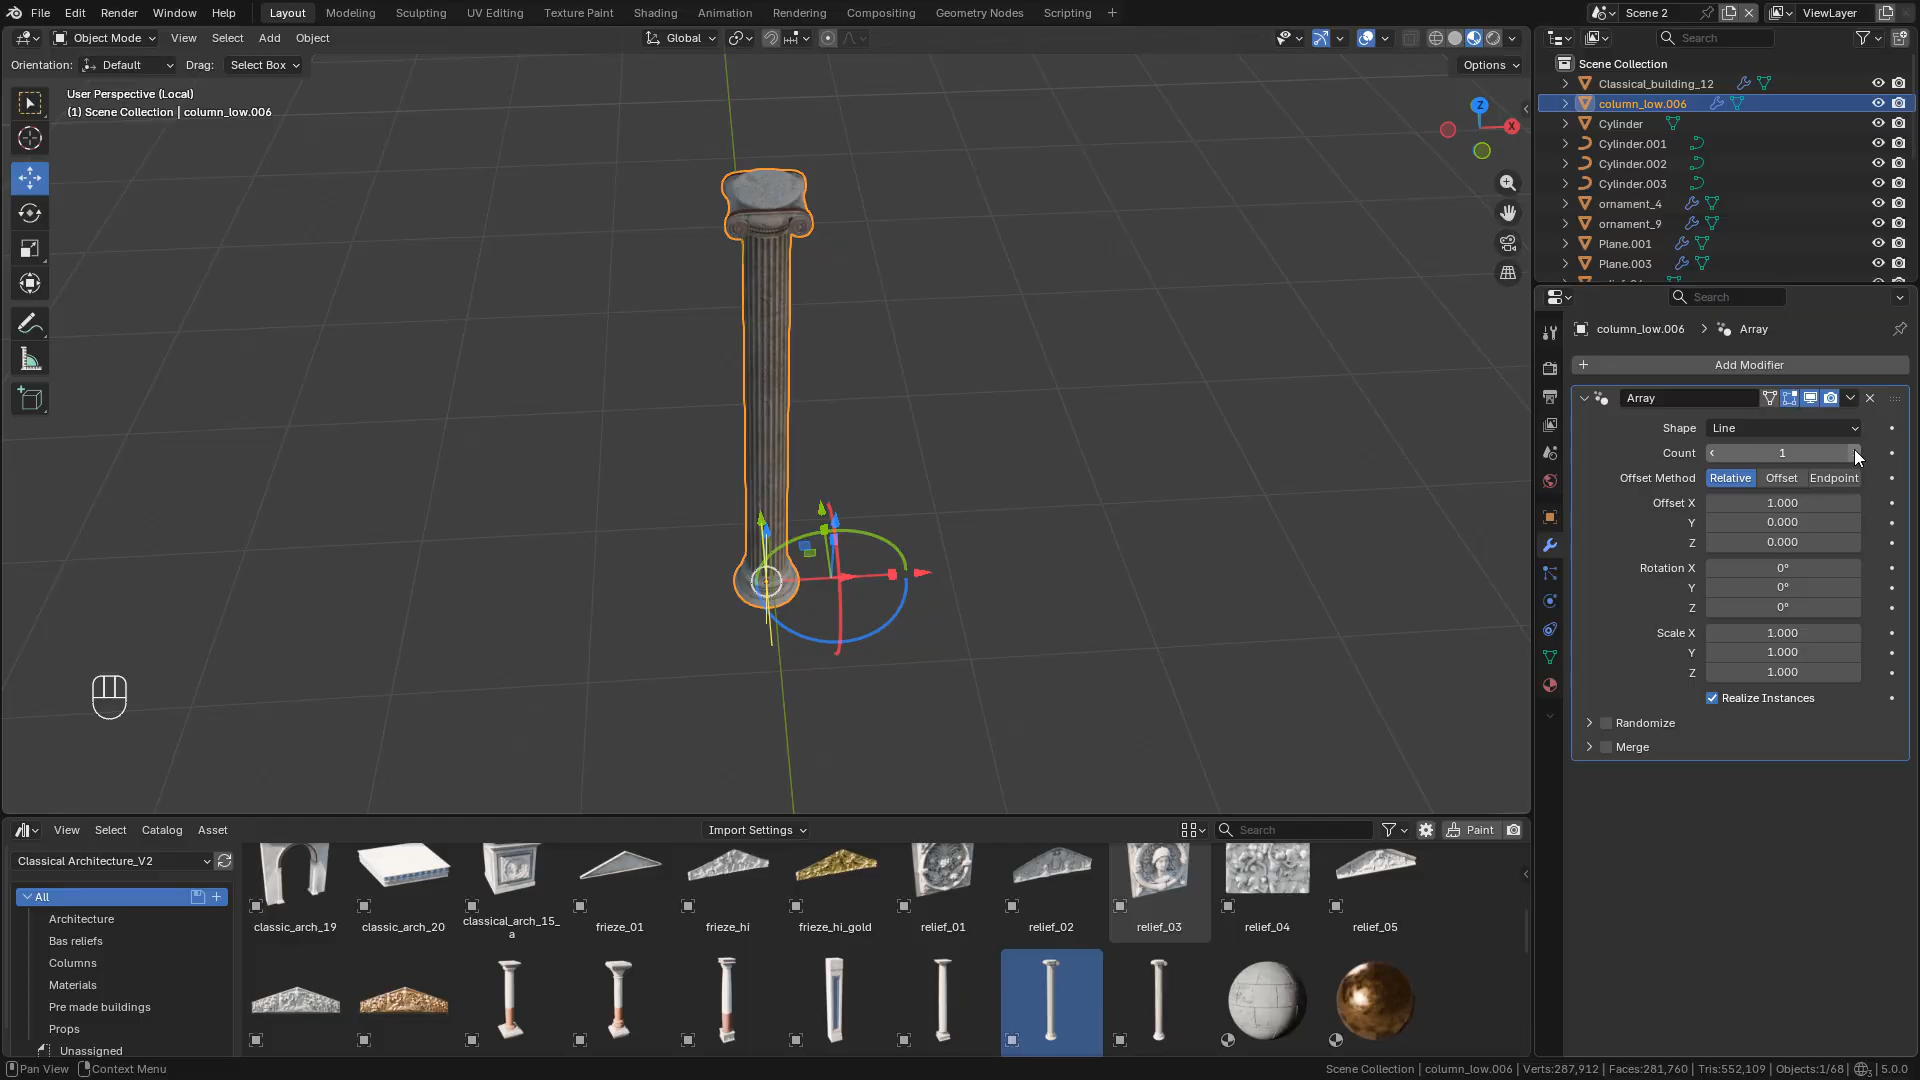 File Edit Render Window Help Layout Modeling Sculpting UV Editing Texture Paint Shading Animation Rendering Compositing Geometry Nodes Scripting + Scene 2 ViewLayer
Object Mode View Select Add Object Global Options
Orientation: Default Drag: Select Box
User Perspective (Local)
(1) Scene Collection | column_low.006
Z
X
Search
Scene Collection
Classical_building_12
column_low.006
Cylinder
Cylinder.001
Cylinder.002
Cylinder.003
ornament_4
ornament_9
Plane.001
Plane.003
Search
column_low.006 > Array
+ Add Modifier
Array
Shape Line
Count 1
Offset Method Relative Offset Endpoint
Offset X 1.000
Y 0.000
Z 0.000
Rotation X 0°
Y 0°
Z 0°
Scale X 1.000
Y 1.000
Z 1.000
Realize Instances
Randomize
Merge
View Select Catalog Asset Import Settings Search Paint
Classical Architecture_V2
All
Architecture
Bas reliefs
Columns
Materials
Pre made buildings
Props
Unassigned
classic_arch_19 classic_arch_20 classical_arch_15_a frieze_01 frieze_hi frieze_hi_gold relief_01 relief_02 relief_03 relief_04 relief_05
Pan View Context Menu Scene Collection | column_low.006 | Verts:287,912 | Faces:281,760 | Tris:552,109 | Objects:1/68 | 5.0.0